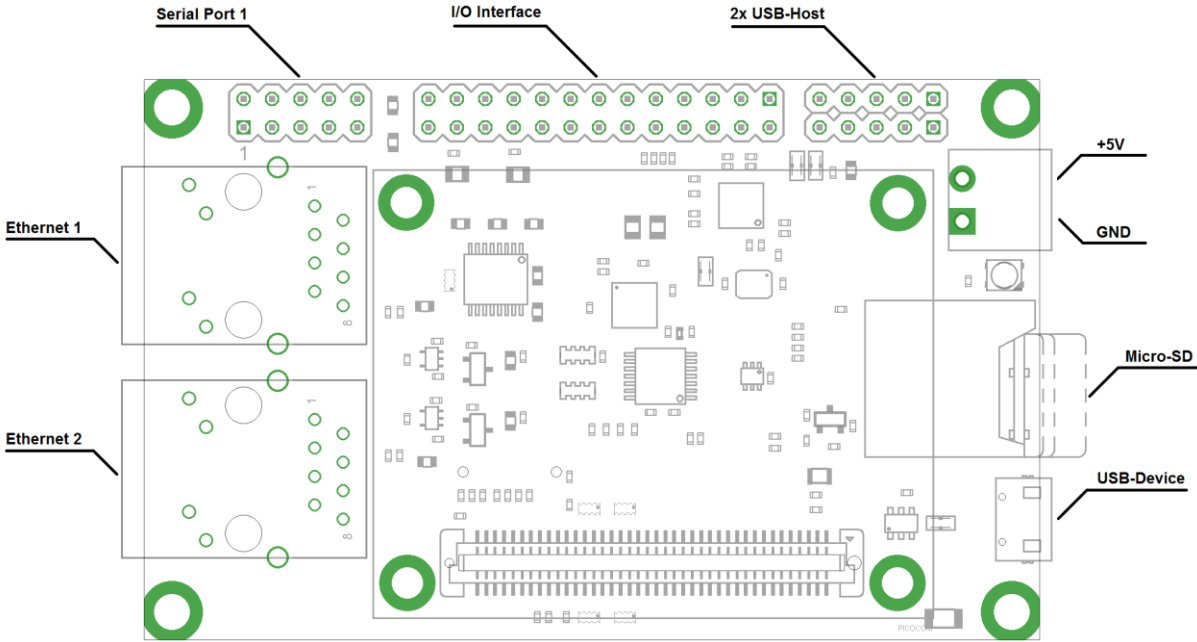 Serial Port 1
I/O Interface
2x USB-Host
+5V
1
Ethernet 1
1
GND
8
Micro-SD
Ethernet 2
1
USB-Device
8
PICOCOM